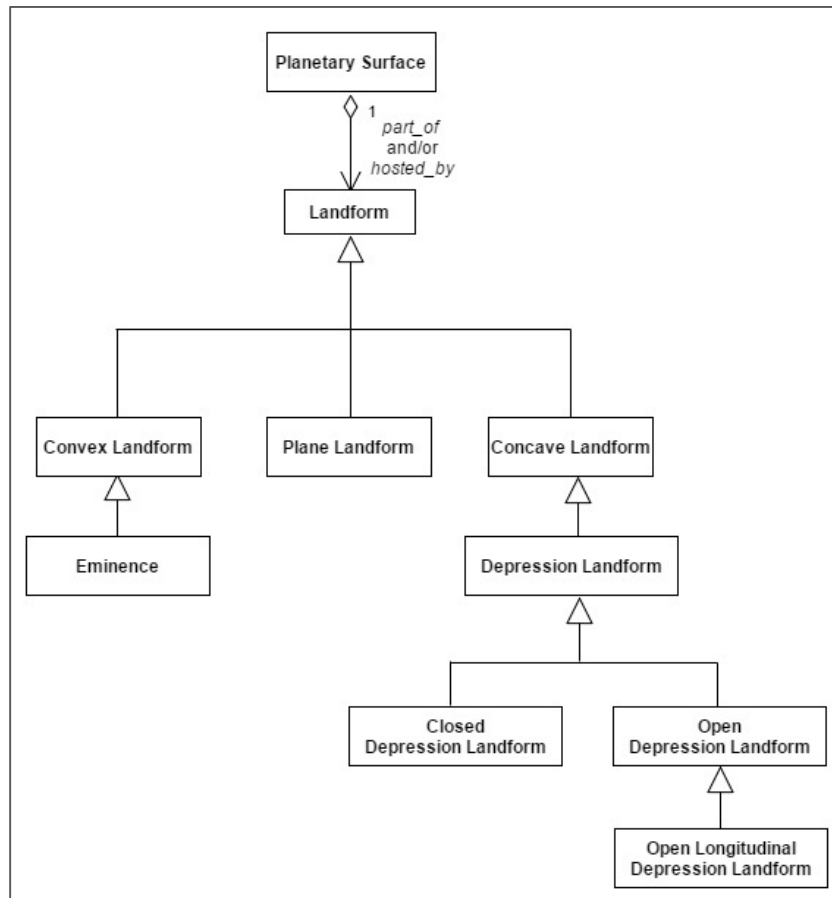 Planetary Surface
1
part_of
and/or
hosted_by
Landform
Convex Landform
Plane Landform
Concave Landform
Eminence
Depression Landform
Closed
Depression Landform
Open
Depression Landform
Open Longitudinal
Depression Landform